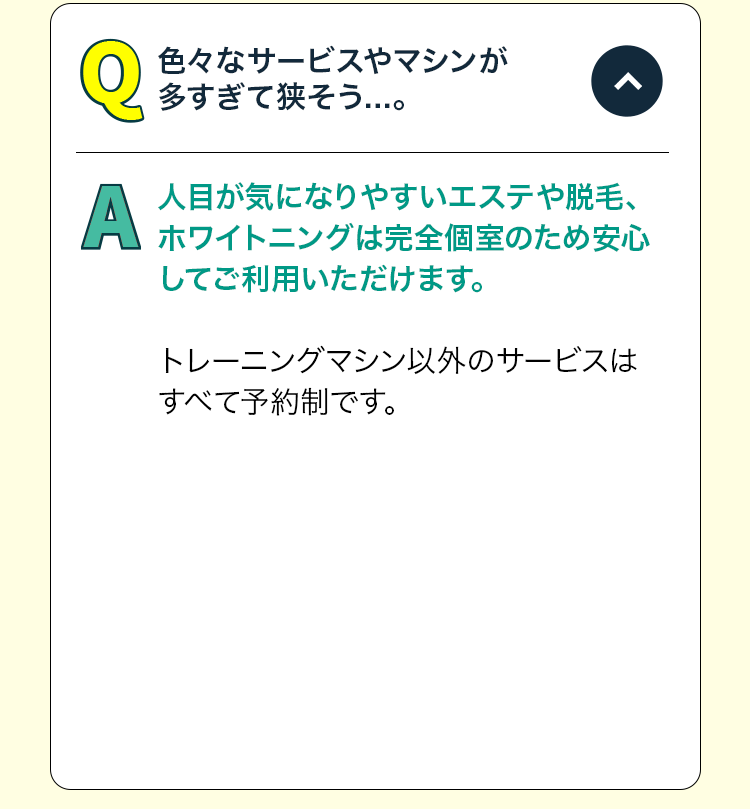 Q 色々なサービスやマシンが
多すぎて狭そう…。
A 人目が気になりやすいエステや脱毛、
ホワイトニングは完全個室のため安心
してご利用いただけます。
トレーニングマシン以外のサービスは
すべて予約制です。